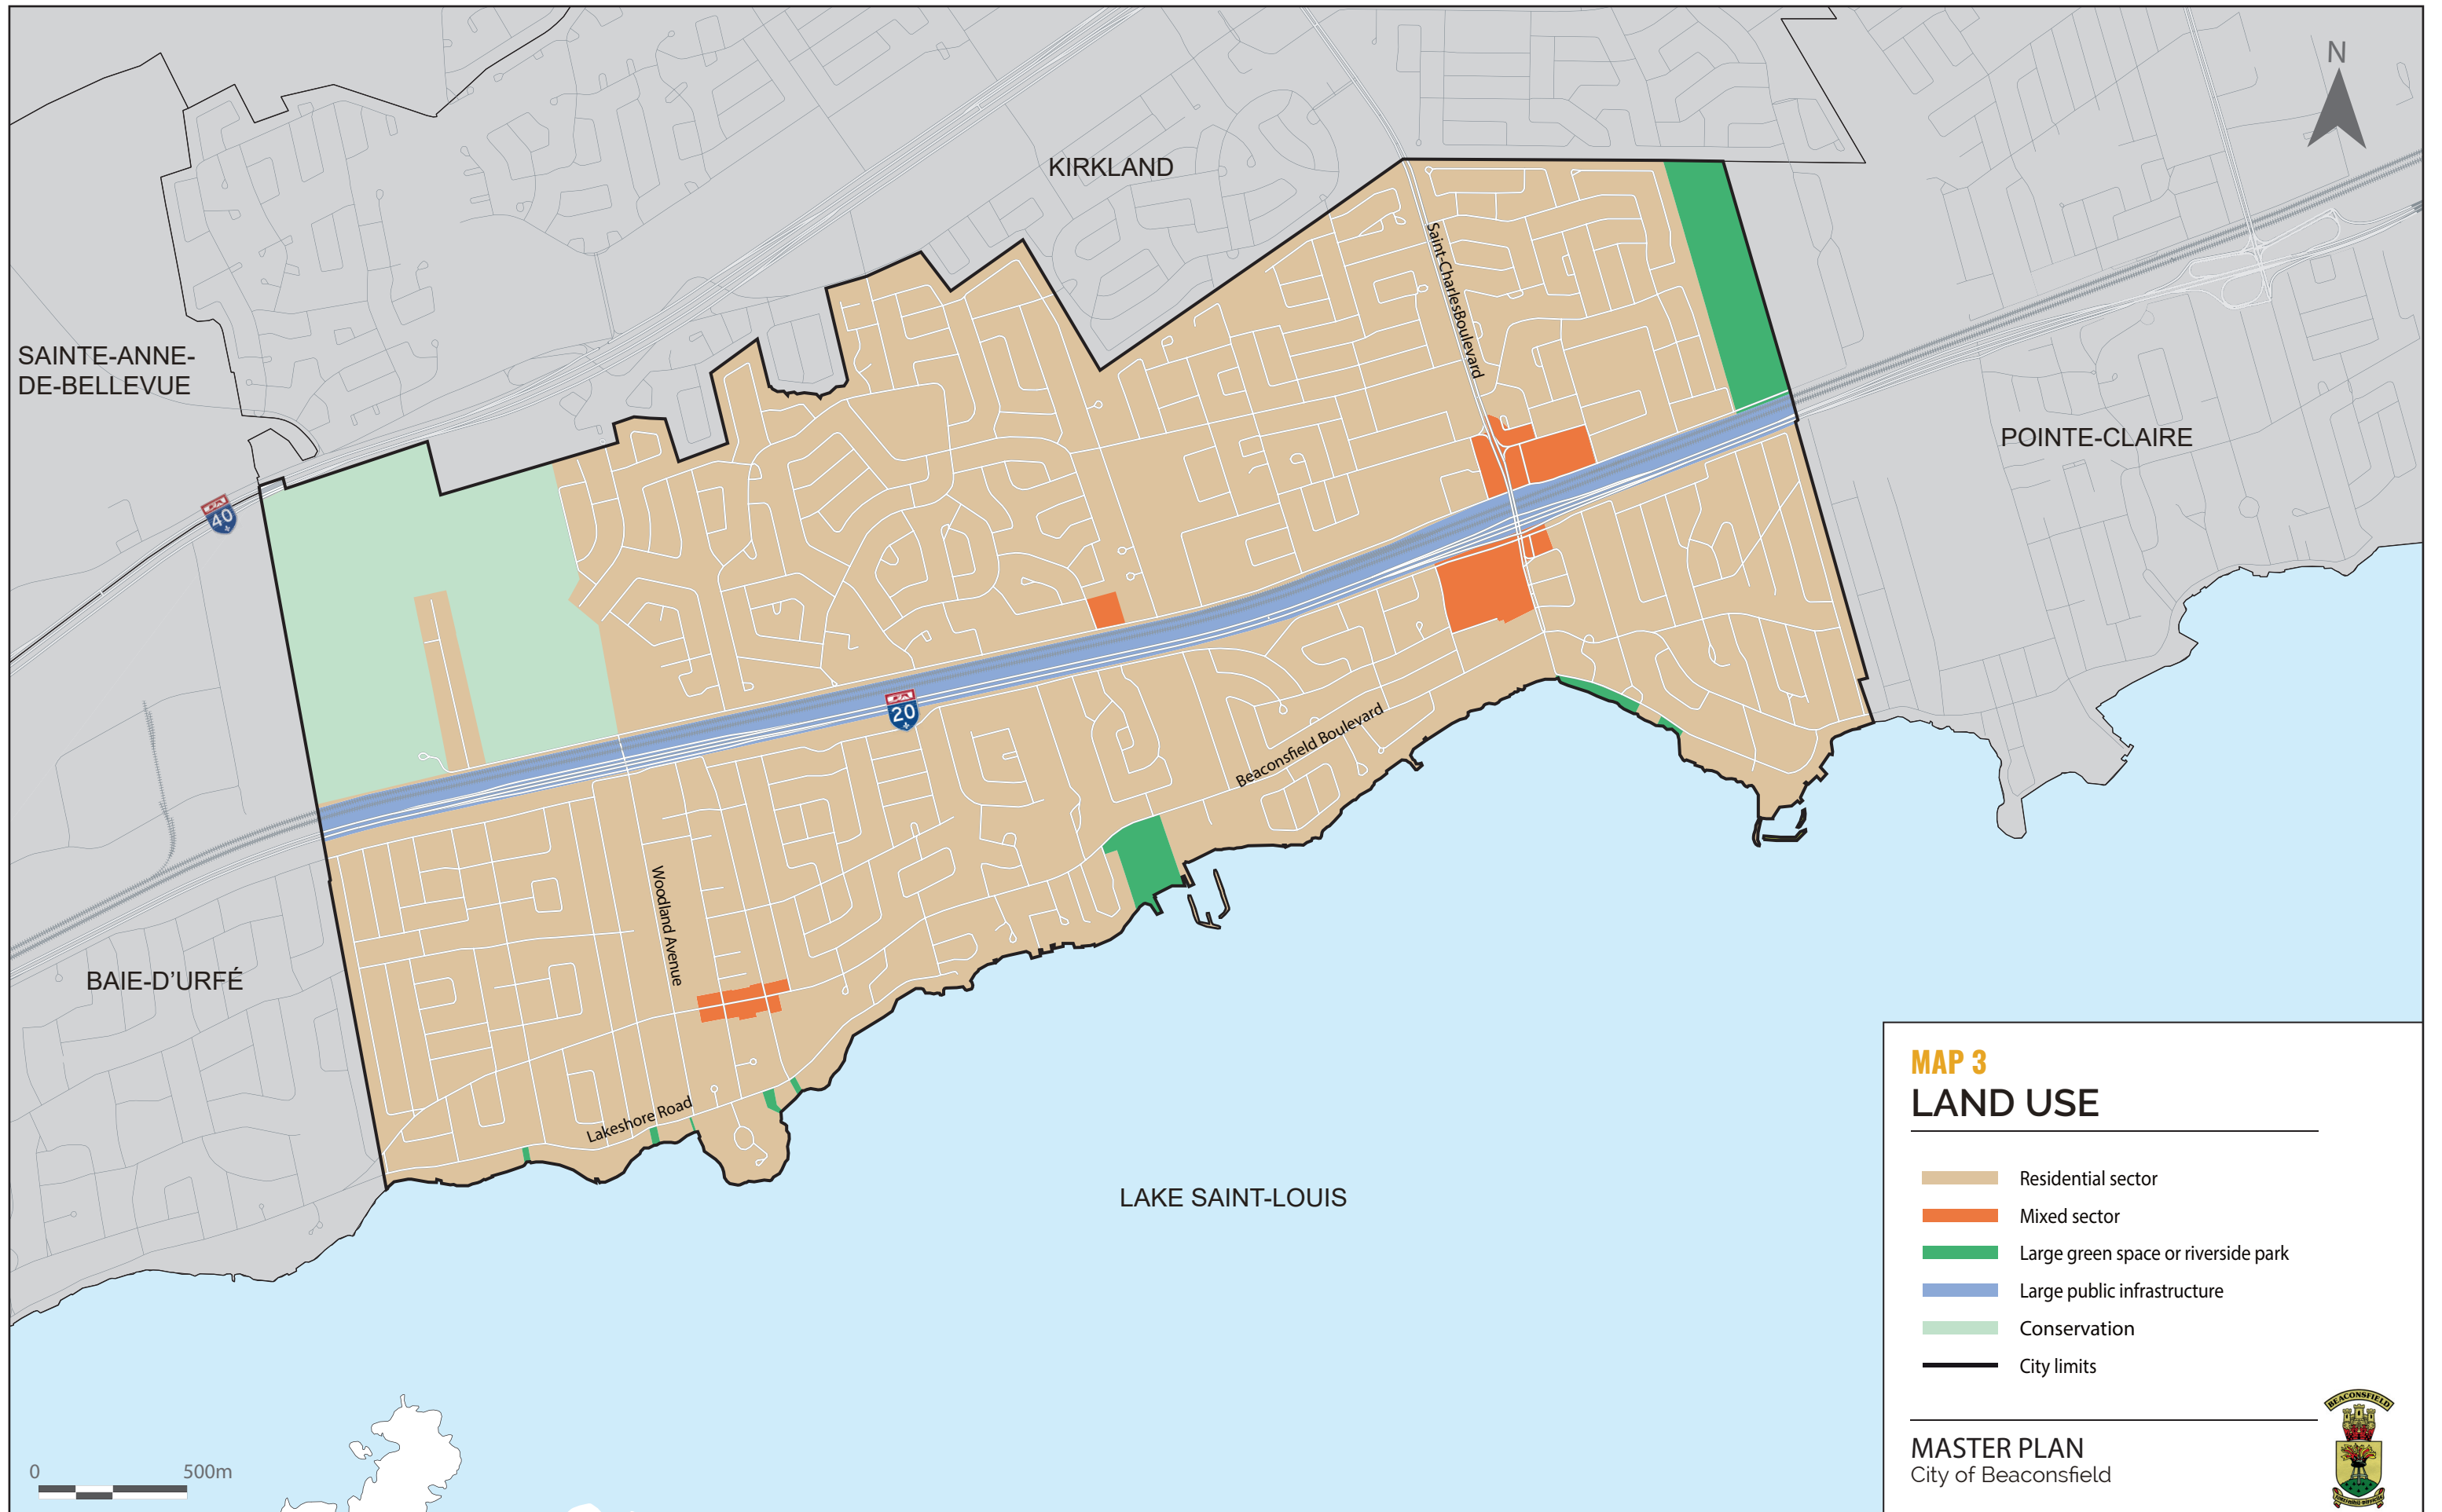 N
KIRKLAND
Saint-CharlesBoulevard
SAINTE-ANNE-
DE-BELLEVUE
POINTE-CLAIRE
40
20
Beaconsfield Boulevard
Woodland Avenue
BAIE-D'URFÉ
Lakeshore Road
LAKE SAINT-LOUIS
MAP 3
LAND USE
Residential sector
Mixed sector
Large green space or riverside park
Large public infrastructure
Conservation
City limits
BEACONSFIELD
MASTER PLAN
City of Beaconsfield
0 500m